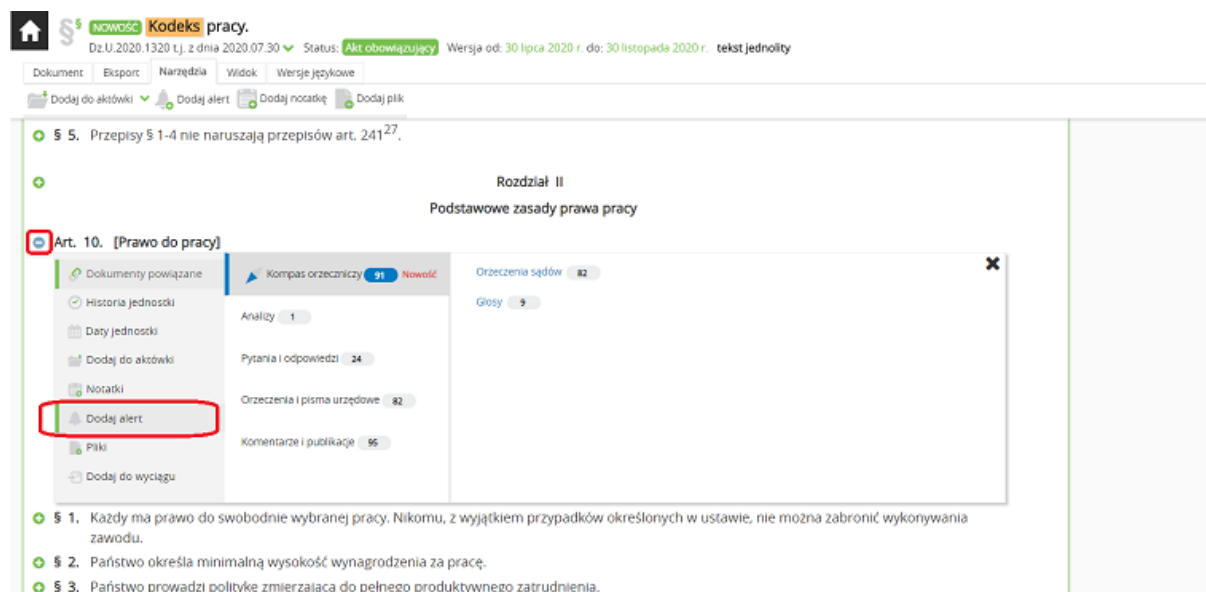 §§ NOWOŚĆ Kodeks pracy.
Dz.U.2020.1320 t.j. z dnia 2020.07.30 Status: Akt obowiązujący Wersja od: 30 lipca 2020 r. do: 30 listopada 2020 r. tekst jednolity
Dokument Eksport Narzędzia Widok Wersje językowe
Dodaj do aktówki Dodaj alert Dodaj notatkę Dodaj plik
§ 5. Przepisy § 1-4 nie naruszają przepisów art. 241²⁷.
Rozdział II
Podstawowe zasady prawa pracy
Art. 10. [Prawo do pracy]
Dokumenty powiązane
Historia jednostki
Daty jednostki
Dodaj do aktówki
Notatki
Dodaj alert
Pliki
Dodaj do wyciągu
Kompas orzeczniczy 91 Nowość
Analizy 1
Pytania i odpowiedzi 24
Orzeczenia i pisma urzędowe 82
Komentarze i publikacje 95
Orzeczenia sądów 82
Glosy 9
§ 1. Każdy ma prawo do swobodnie wybranej pracy. Nikomu, z wyjątkiem przypadków określonych w ustawie, nie można zabronić wykonywania
zawodu.
§ 2. Państwo określa minimalną wysokość wynagrodzenia za pracę.
§ 3. Państwo prowadzi politykę zmierzającą do pełnego produktywnego zatrudnienia.